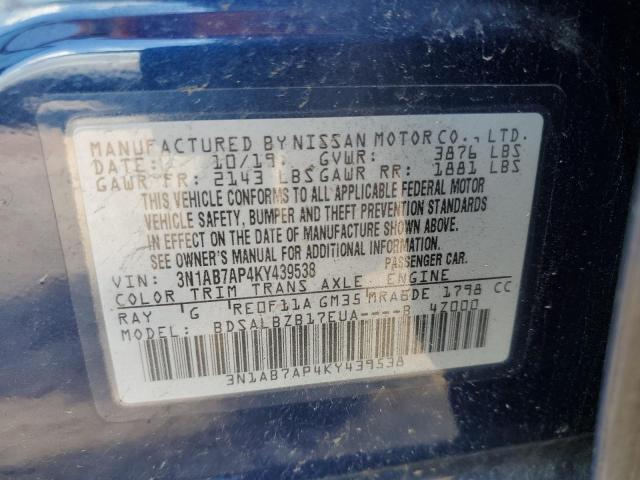 MANUFACTURED BY NISSAN MOTOR CO., LTD.
DATE: 10/19 GVWR: 3876 LBS
GAWR FR: 2143 LBS GAWR RR: 1881 LBS
THIS VEHICLE CONFORMS TO ALL APPLICABLE FEDERAL MOTOR
VEHICLE SAFETY, BUMPER AND THEFT PREVENTION STANDARDS
IN EFFECT ON THE DATE OF MANUFACTURE SHOWN ABOVE.
SEE OWNER'S MANUAL FOR ADDITIONAL INFORMATION.
VIN: 3N1AB7AP4KY439538 PASSENGER CAR.
COLOR TRIM TRANS AXLE ENGINE
RAY G RE0F11A GM35 MRA8DE 1798 CC
MODEL: BDSALBZB17EUA----B 4Z000
3N1AB7AP4KY439538